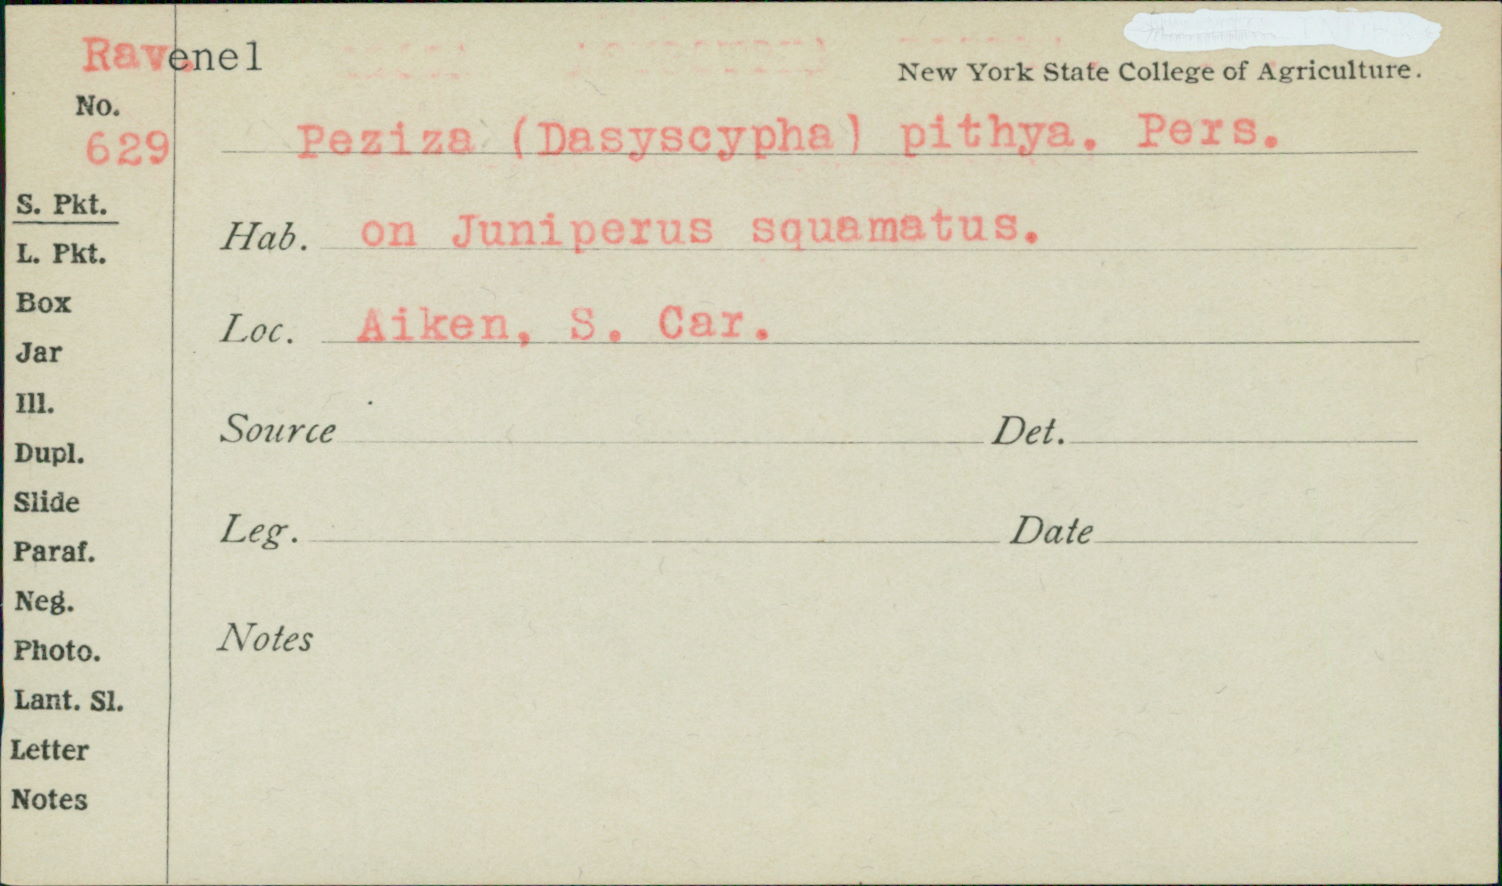 Ravenel
New York State College of Agriculture.
No.
629
Peziza (Dasyscypha) pithya. Pers.
S. Pkt.
Hab. on Juniperus squamatus.
L. Pkt.
Box
Loc. Aiken, S. Car.
Jar
Ill.
Source Det.
Dupl.
Slide
Leg. Date
Paraf.
Neg.
Notes
Photo.
Lant. Sl.
Letter
Notes